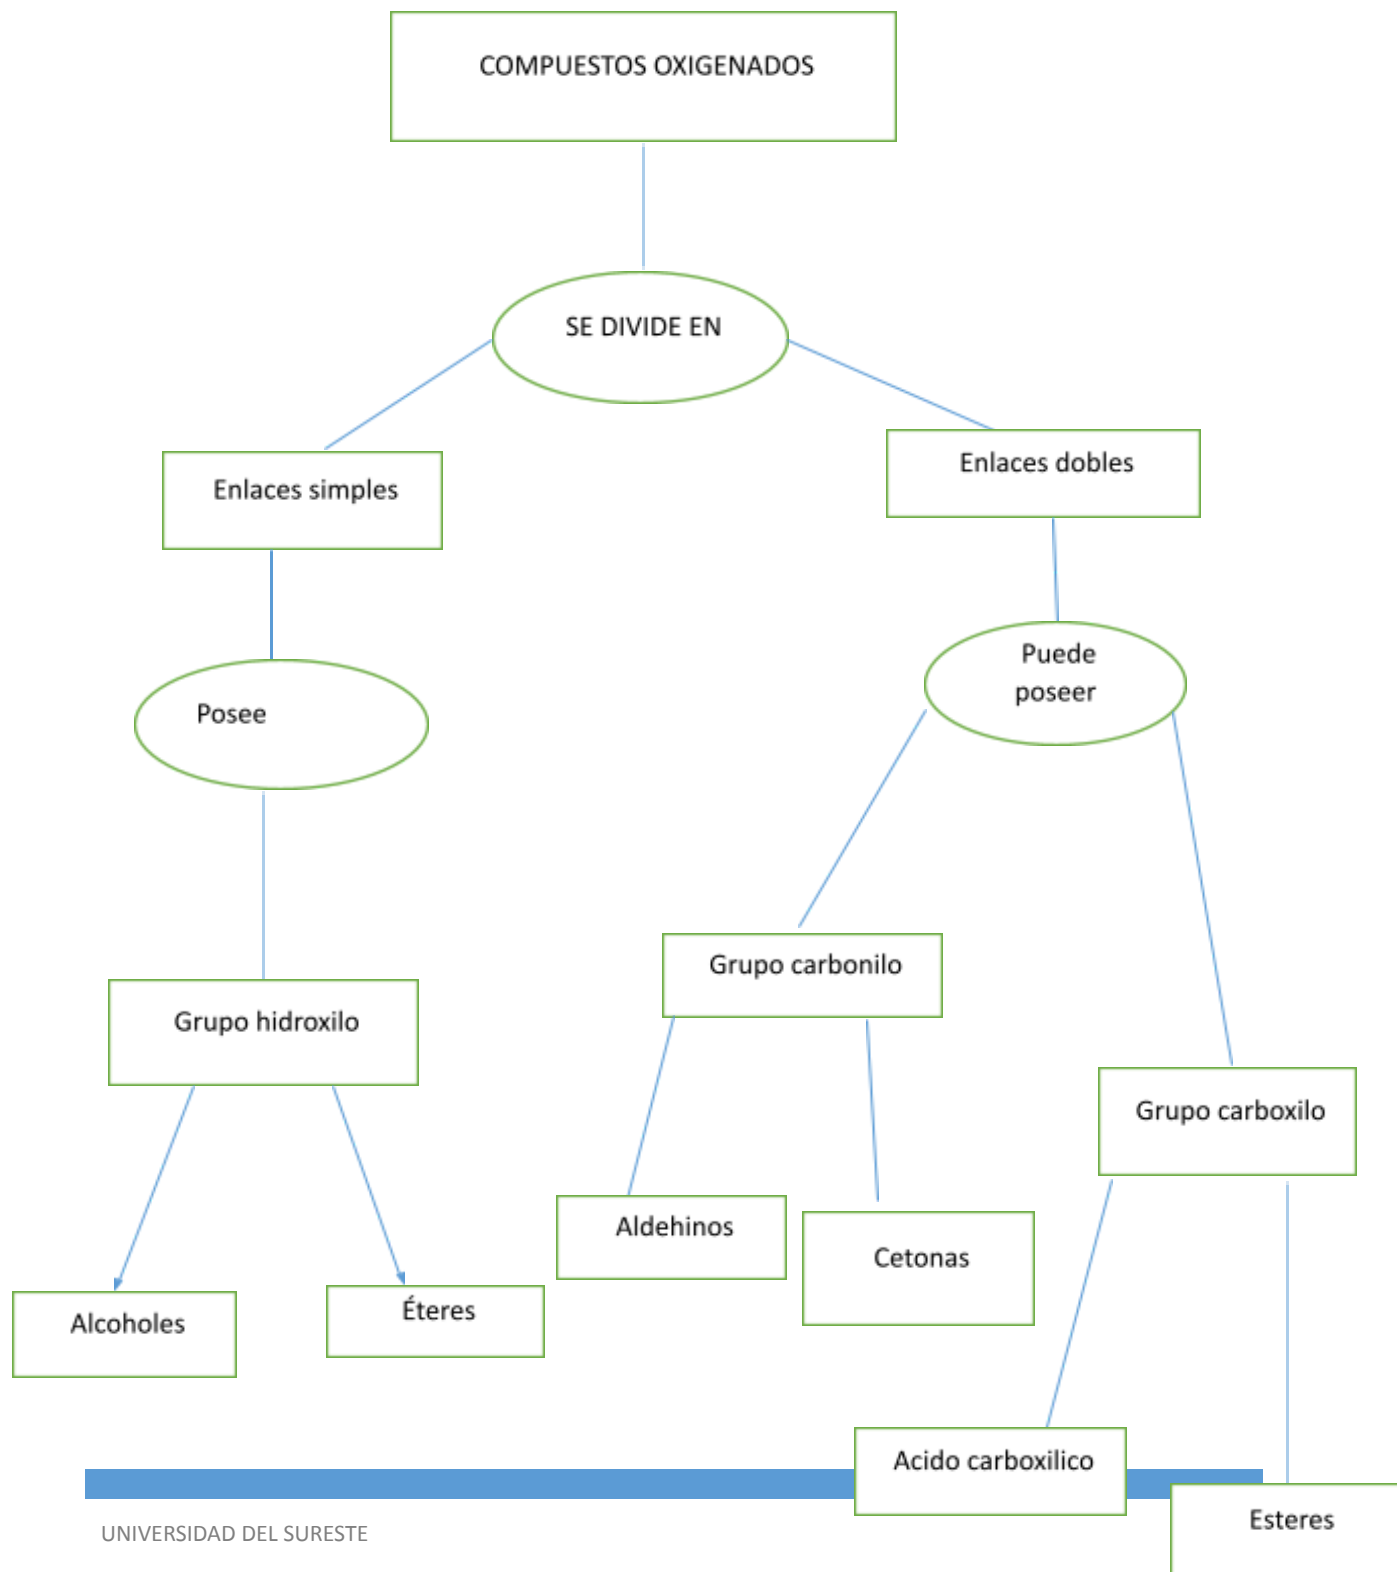 COMPUESTOS OXIGENADOS
SE DIVIDE EN
Enlaces simples
Enlaces dobles
Posee
Puede
poseer
Grupo hidroxilo
Grupo carbonilo
Grupo carboxilo
Alcoholes
Éteres
Aldehinos
Cetonas
Acido carboxilico
Esteres
UNIVERSIDAD DEL SURESTE